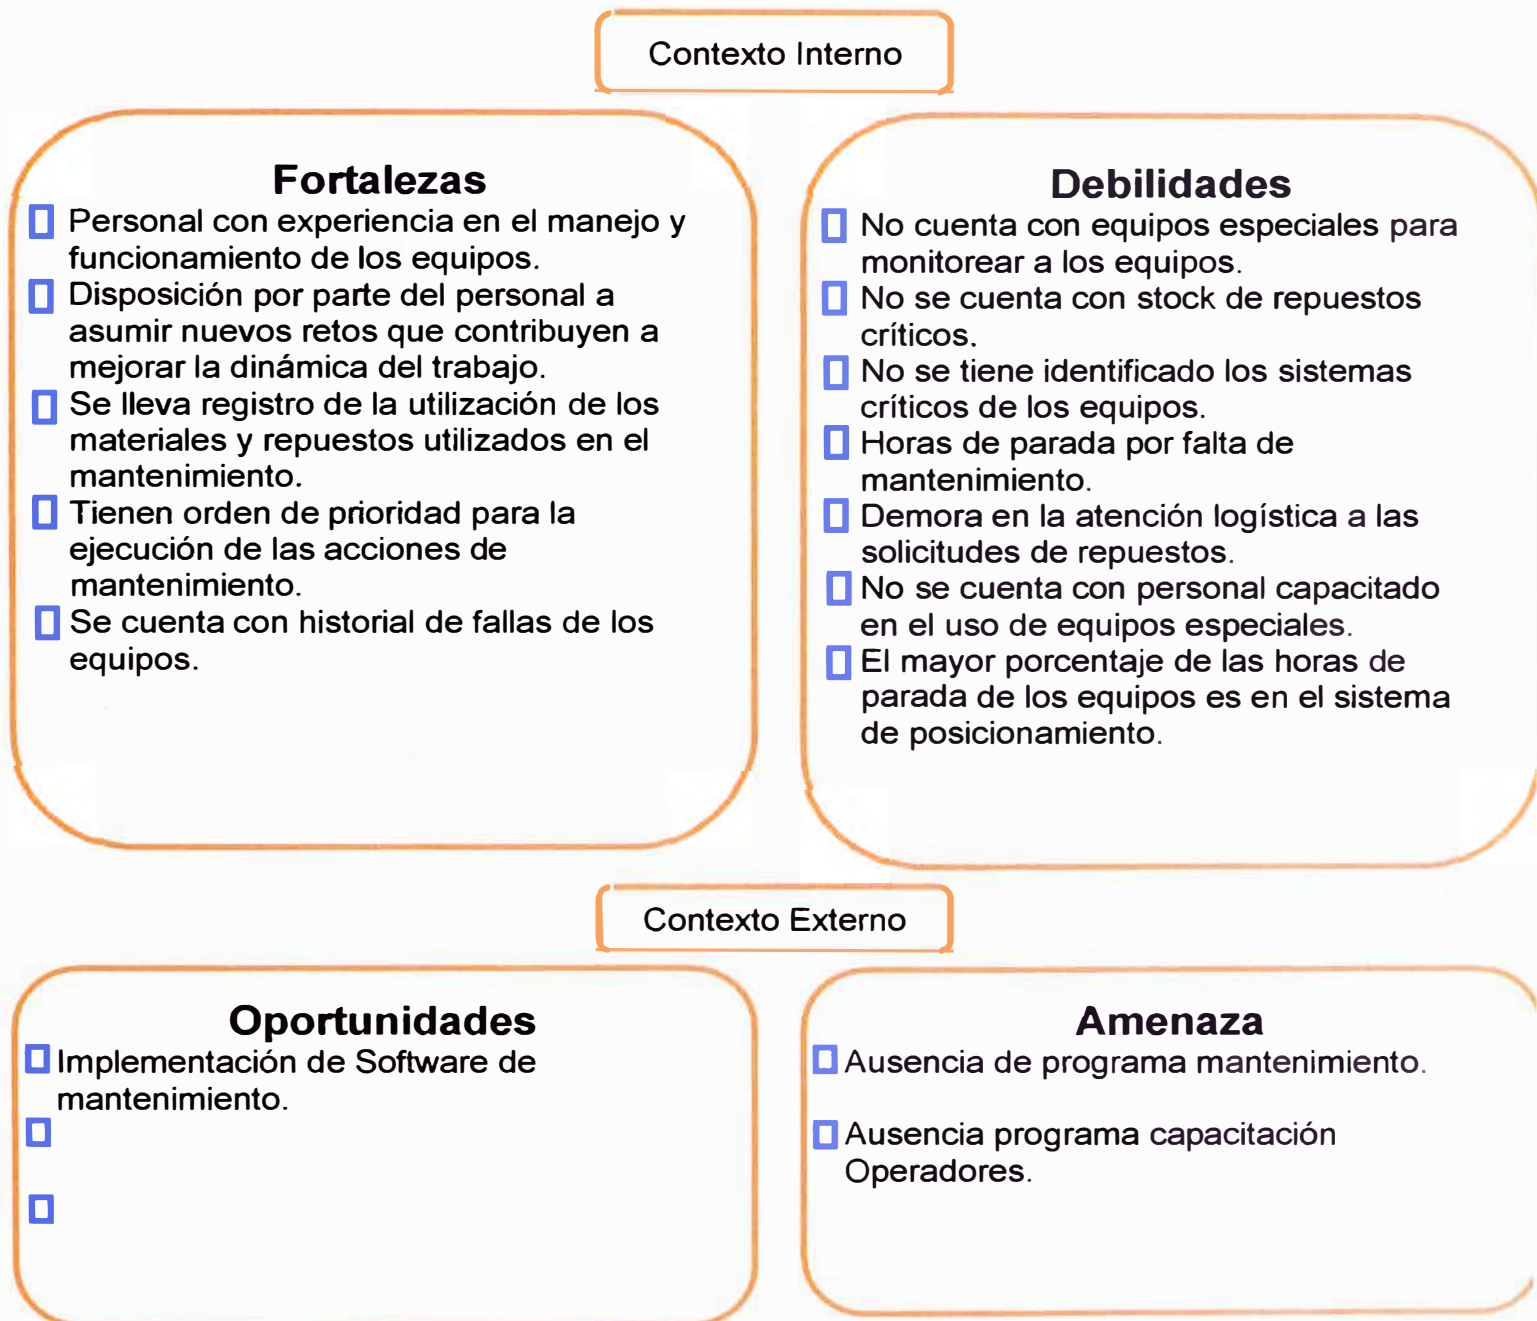 Contexto Interno
Fortalezas
Personal con experiencia en el manejo y
funcionamiento de los equipos.
Disposición por parte del personal a
asumir nuevos retos que contribuyen a
mejorar la dinámica del trabajo.
Se lleva registro de la utilización de los
materiales y repuestos utilizados en el
mantenimiento.
Tienen orden de prioridad para la
ejecución de las acciones de
mantenimiento.
Se cuenta con historial de fallas de los
equipos.
Debilidades
No cuenta con equipos especiales para
monitorear a los equipos.
No se cuenta con stock de repuestos
críticos.
No se tiene identificado los sistemas
críticos de los equipos.
Horas de parada por falta de
mantenimiento.
Demora en la atención logística a las
solicitudes de repuestos.
No se cuenta con personal capacitado
en el uso de equipos especiales.
El mayor porcentaje de las horas de
parada de los equipos es en el sistema
de posicionamiento.
Contexto Externo
Oportunidades
Implementación de Software de
mantenimiento.
Amenaza
Ausencia de programa mantenimiento.
Ausencia programa capacitación
Operadores.